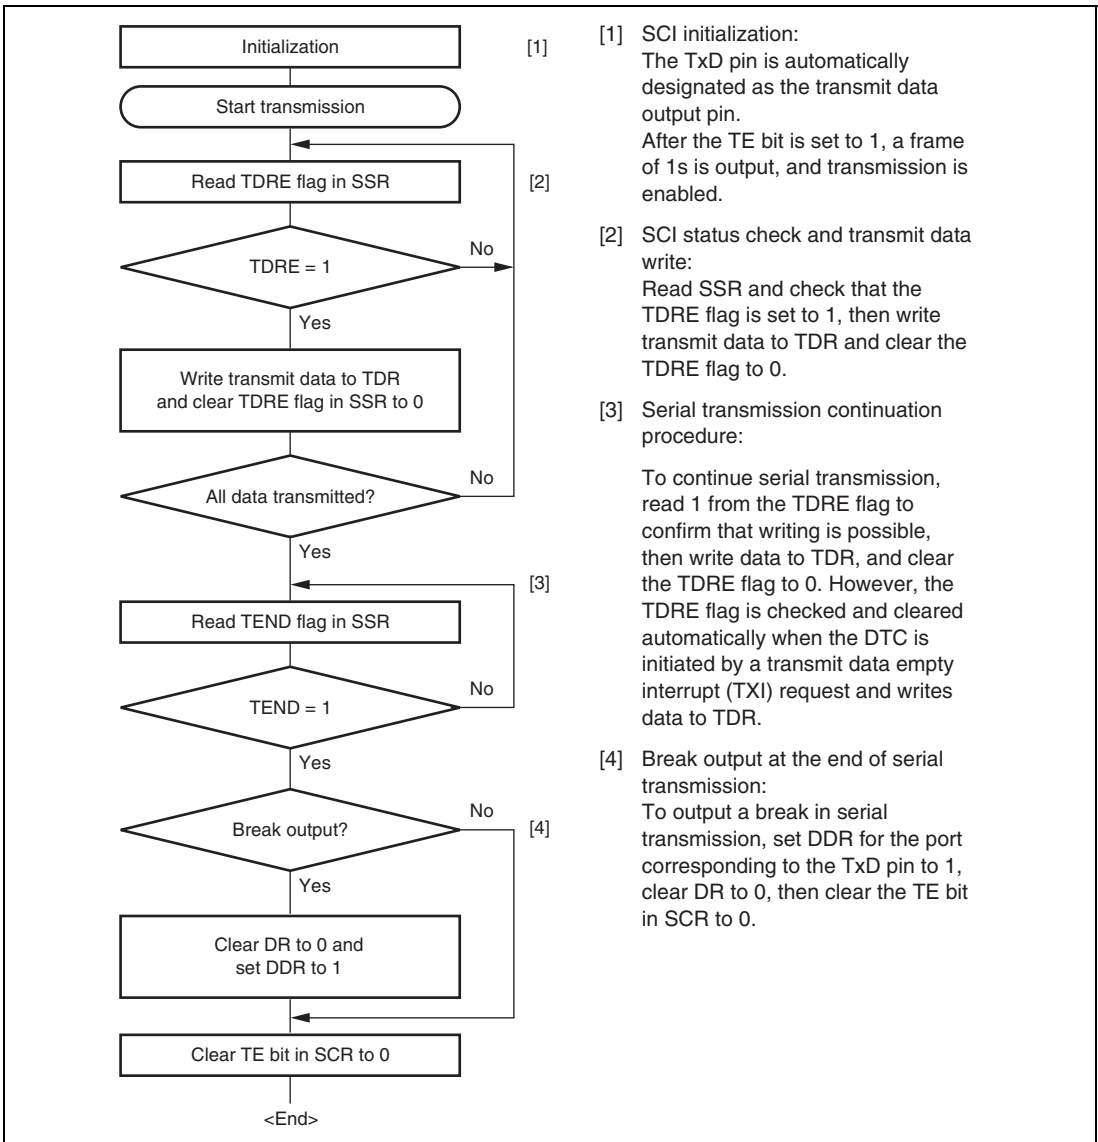 Initialization
[1]
Start transmission
Read TDRE flag in SSR
[2]
No
TDRE = 1
Yes
Write transmit data to TDR
and clear TDRE flag in SSR to 0
No
All data transmitted?
Yes
[3]
Read TEND flag in SSR
No
TEND = 1
Yes
No
Break output?
[4]
Yes
Clear DR to 0 and
set DDR to 1
Clear TE bit in SCR to 0
<End>
[1] SCI initialization:
The TxD pin is automatically
designated as the transmit data
output pin.
After the TE bit is set to 1, a frame
of 1s is output, and transmission is
enabled.
[2] SCI status check and transmit data
write:
Read SSR and check that the
TDRE flag is set to 1, then write
transmit data to TDR and clear the
TDRE flag to 0.
[3] Serial transmission continuation
procedure:
To continue serial transmission,
read 1 from the TDRE flag to
confirm that writing is possible,
then write data to TDR, and clear
the TDRE flag to 0. However, the
TDRE flag is checked and cleared
automatically when the DTC is
initiated by a transmit data empty
interrupt (TXI) request and writes
data to TDR.
[4] Break output at the end of serial
transmission:
To output a break in serial
transmission, set DDR for the port
corresponding to the TxD pin to 1,
clear DR to 0, then clear the TE bit
in SCR to 0.